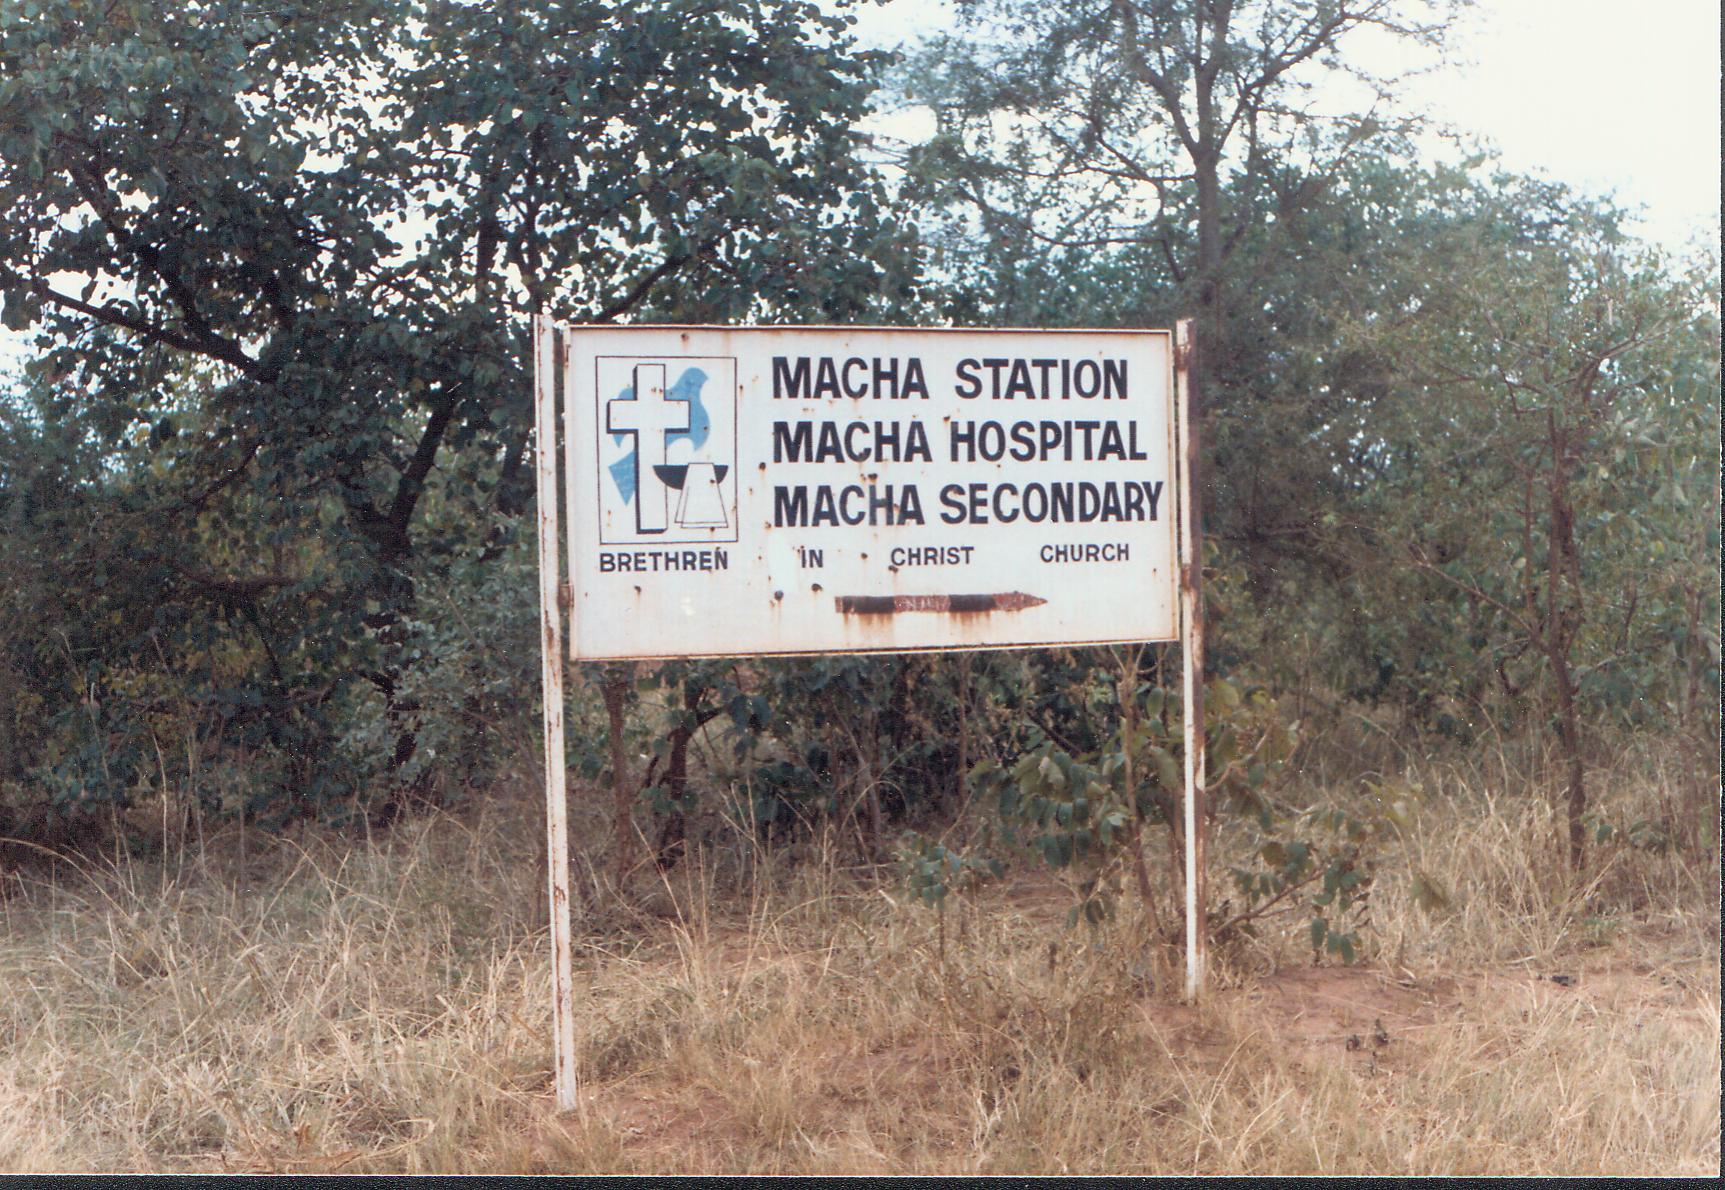 MACHA STATION
MACHA HOSPITAL
MACHA SECONDARY
BRETHREN IN CHRIST CHURCH